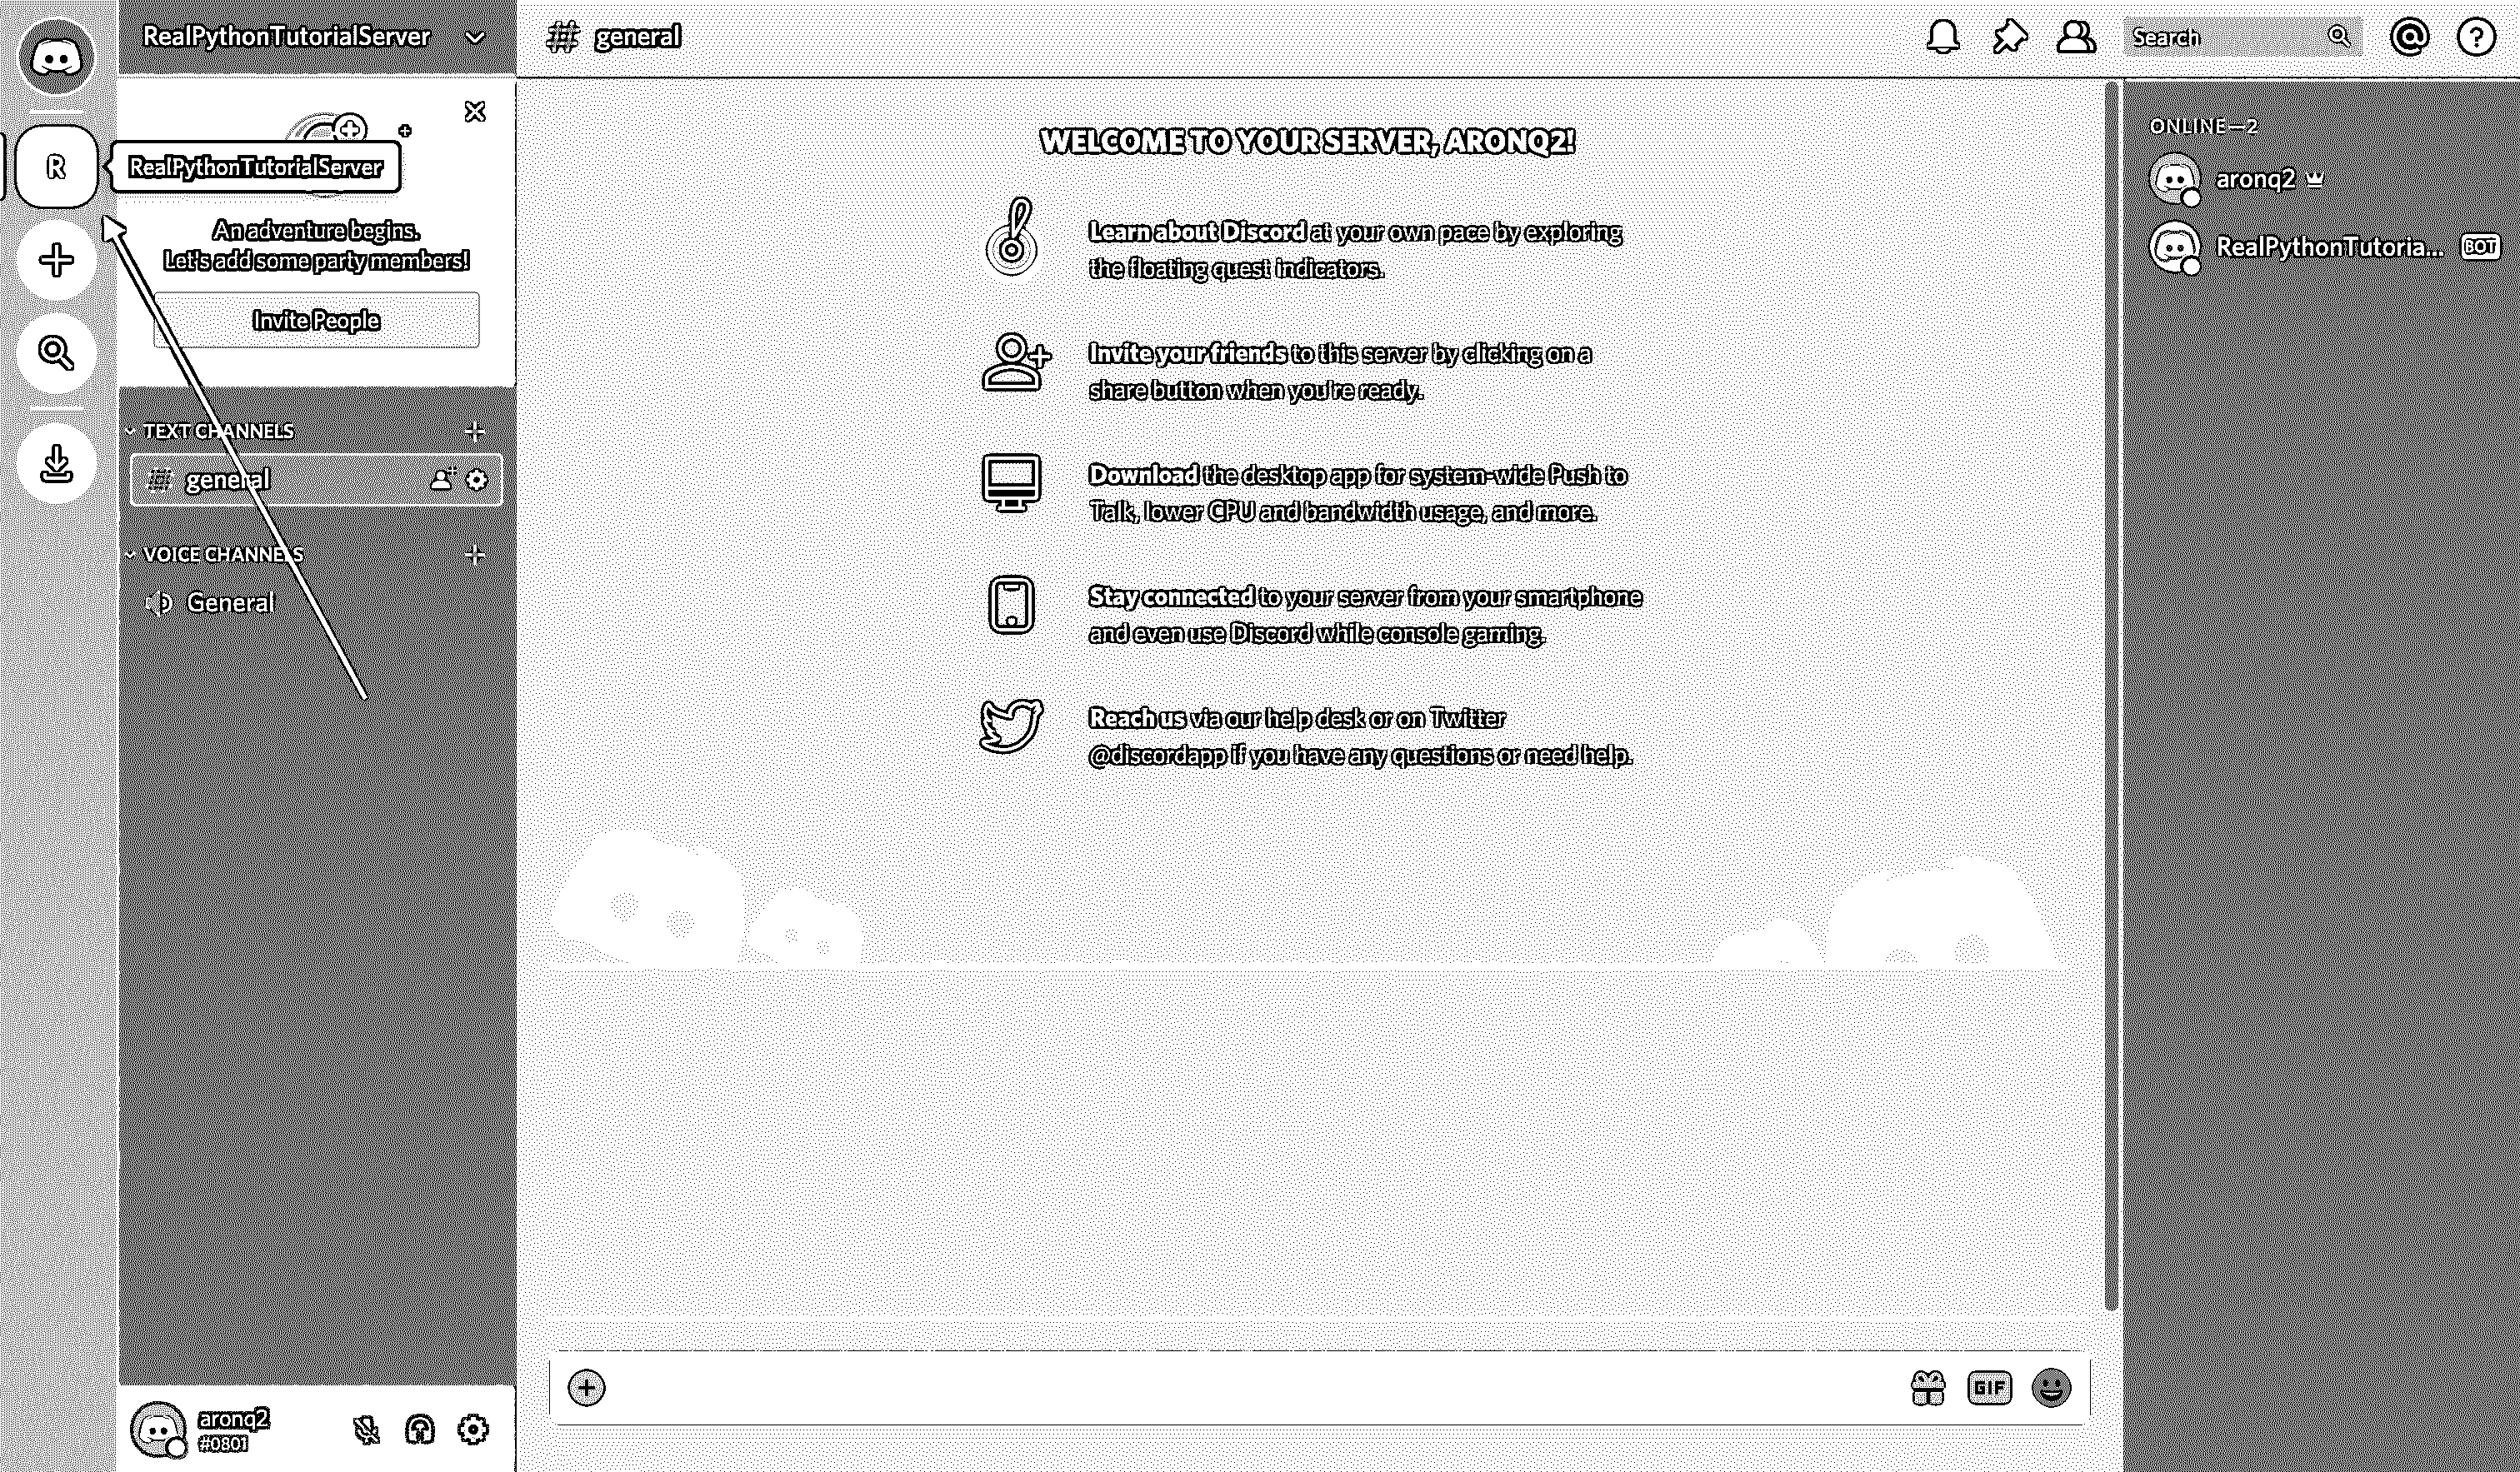 RealPythonTutorialServer
general
Search
R
RealPythonTutorialServer
An adventure begins.
Let's add some party members!
Invite People
TEXT CHANNELS
general
VOICE CHANNELS
General
aronq2
#0801
WELCOME TO YOUR SERVER, ARONQ2!
Learn about Discord at your own pace by exploring
the floating quest indicators.
Invite your friends to this server by clicking on a
share button when you're ready.
Download the desktop app for system-wide Push to
Talk, lower CPU and bandwidth usage, and more.
Stay connected to your server from your smartphone
and even use Discord while console gaming.
Reach us via our help desk or on Twitter
@discordapp if you have any questions or need help.
GIF
ONLINE—2
aronq2
RealPythonTutoria... BOT